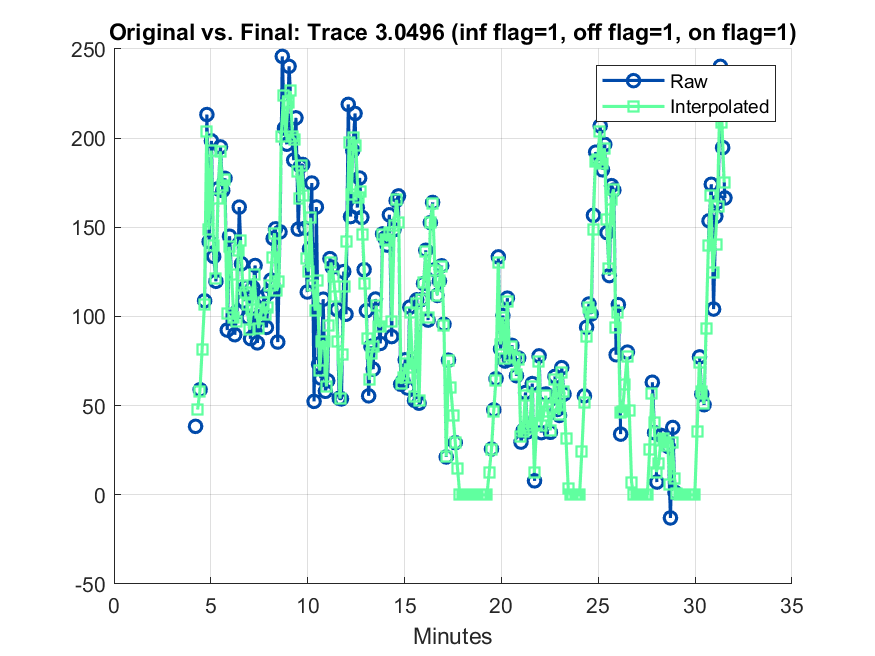 Original vs. Final: Trace 3.0496 (inf flag=1, off flag=1, on flag=1)
250
200
150
100
50
0
-50
0 5 10 15 20 25 30 35
Minutes
Raw
Interpolated